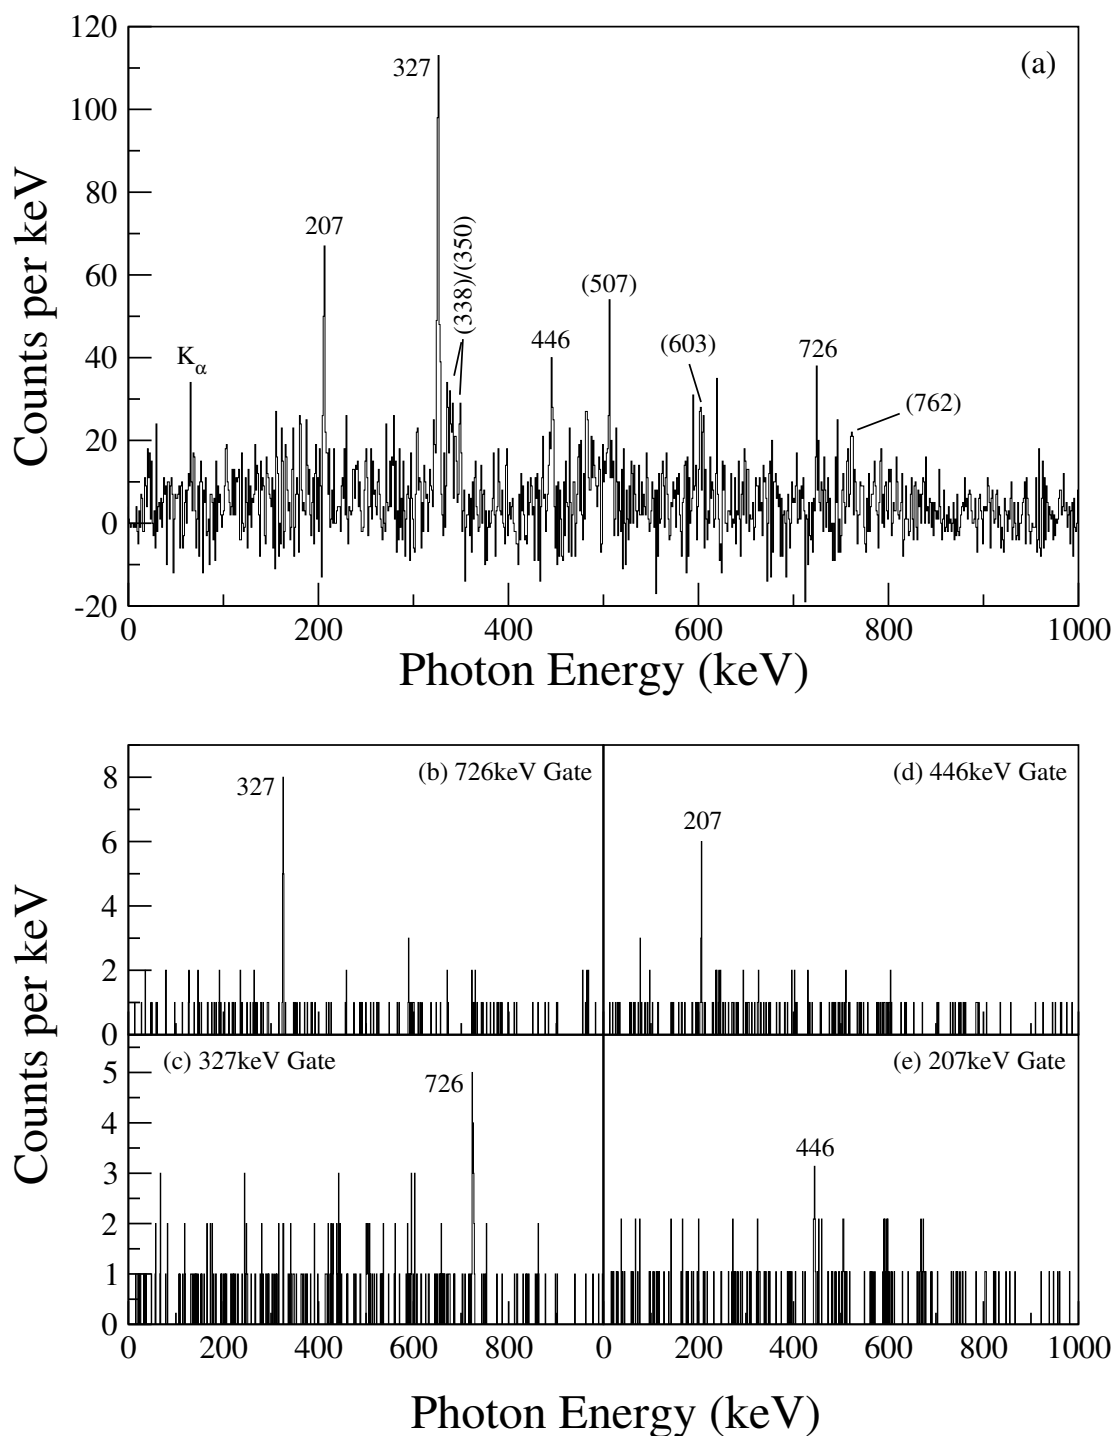 (a)
120
100
80
60
40
20
0
-20
Counts per keV
327
207
(338)/(350)
K_α
446
(507)
(603)
726
(762)
0 200 400 600 800 1000
Photon Energy (keV)
(b) 726keV Gate
327
8
6
4
2
0
(d) 446keV Gate
207
Counts per keV
(c) 327keV Gate
726
5
4
3
2
1
0
(e) 207keV Gate
446
0 200 400 600 800 0 200 400 600 800 1000
Photon Energy (keV)